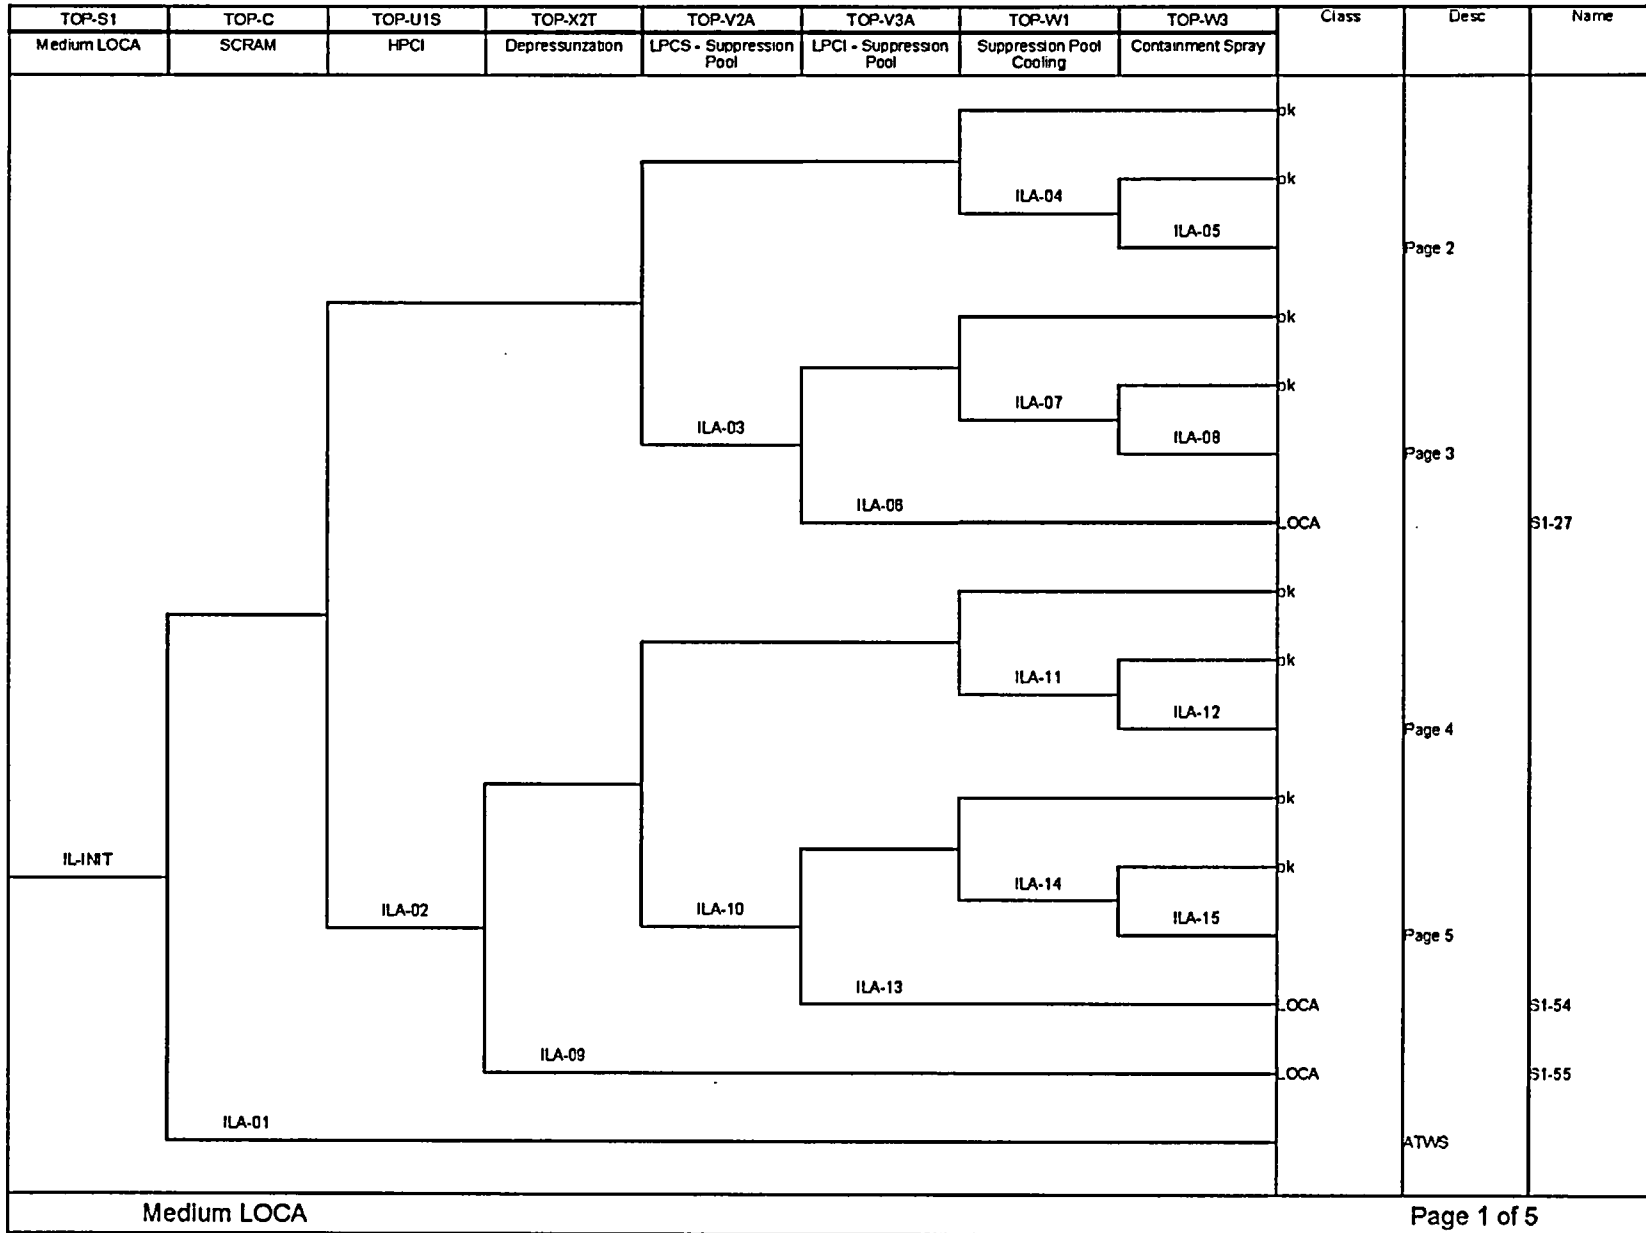 TOP-S1 TOP-C TOP-U1S TOP-X2T TOP-V2A TOP-V3A TOP-W1 TOP-W3 Class Desc Name
Medium LOCA SCRAM HPCI Depressurization LPCS - Suppression Pool LPCI - Suppression Pool Suppression Pool Cooling Containment Spray
ok
ok
ILA-04
ILA-05
Page 2
ok
ok
ILA-07
ILA-03
ILA-08
Page 3
ILA-06
LOCA S1-27
ok
ok
ILA-11
ILA-12
Page 4
ok
IL-INIT
ok
ILA-14
ILA-02
ILA-10
ILA-15
Page 5
ILA-13
LOCA S1-54
ILA-09
LOCA S1-55
ILA-01
ATWS
Medium LOCA Page 1 of 5